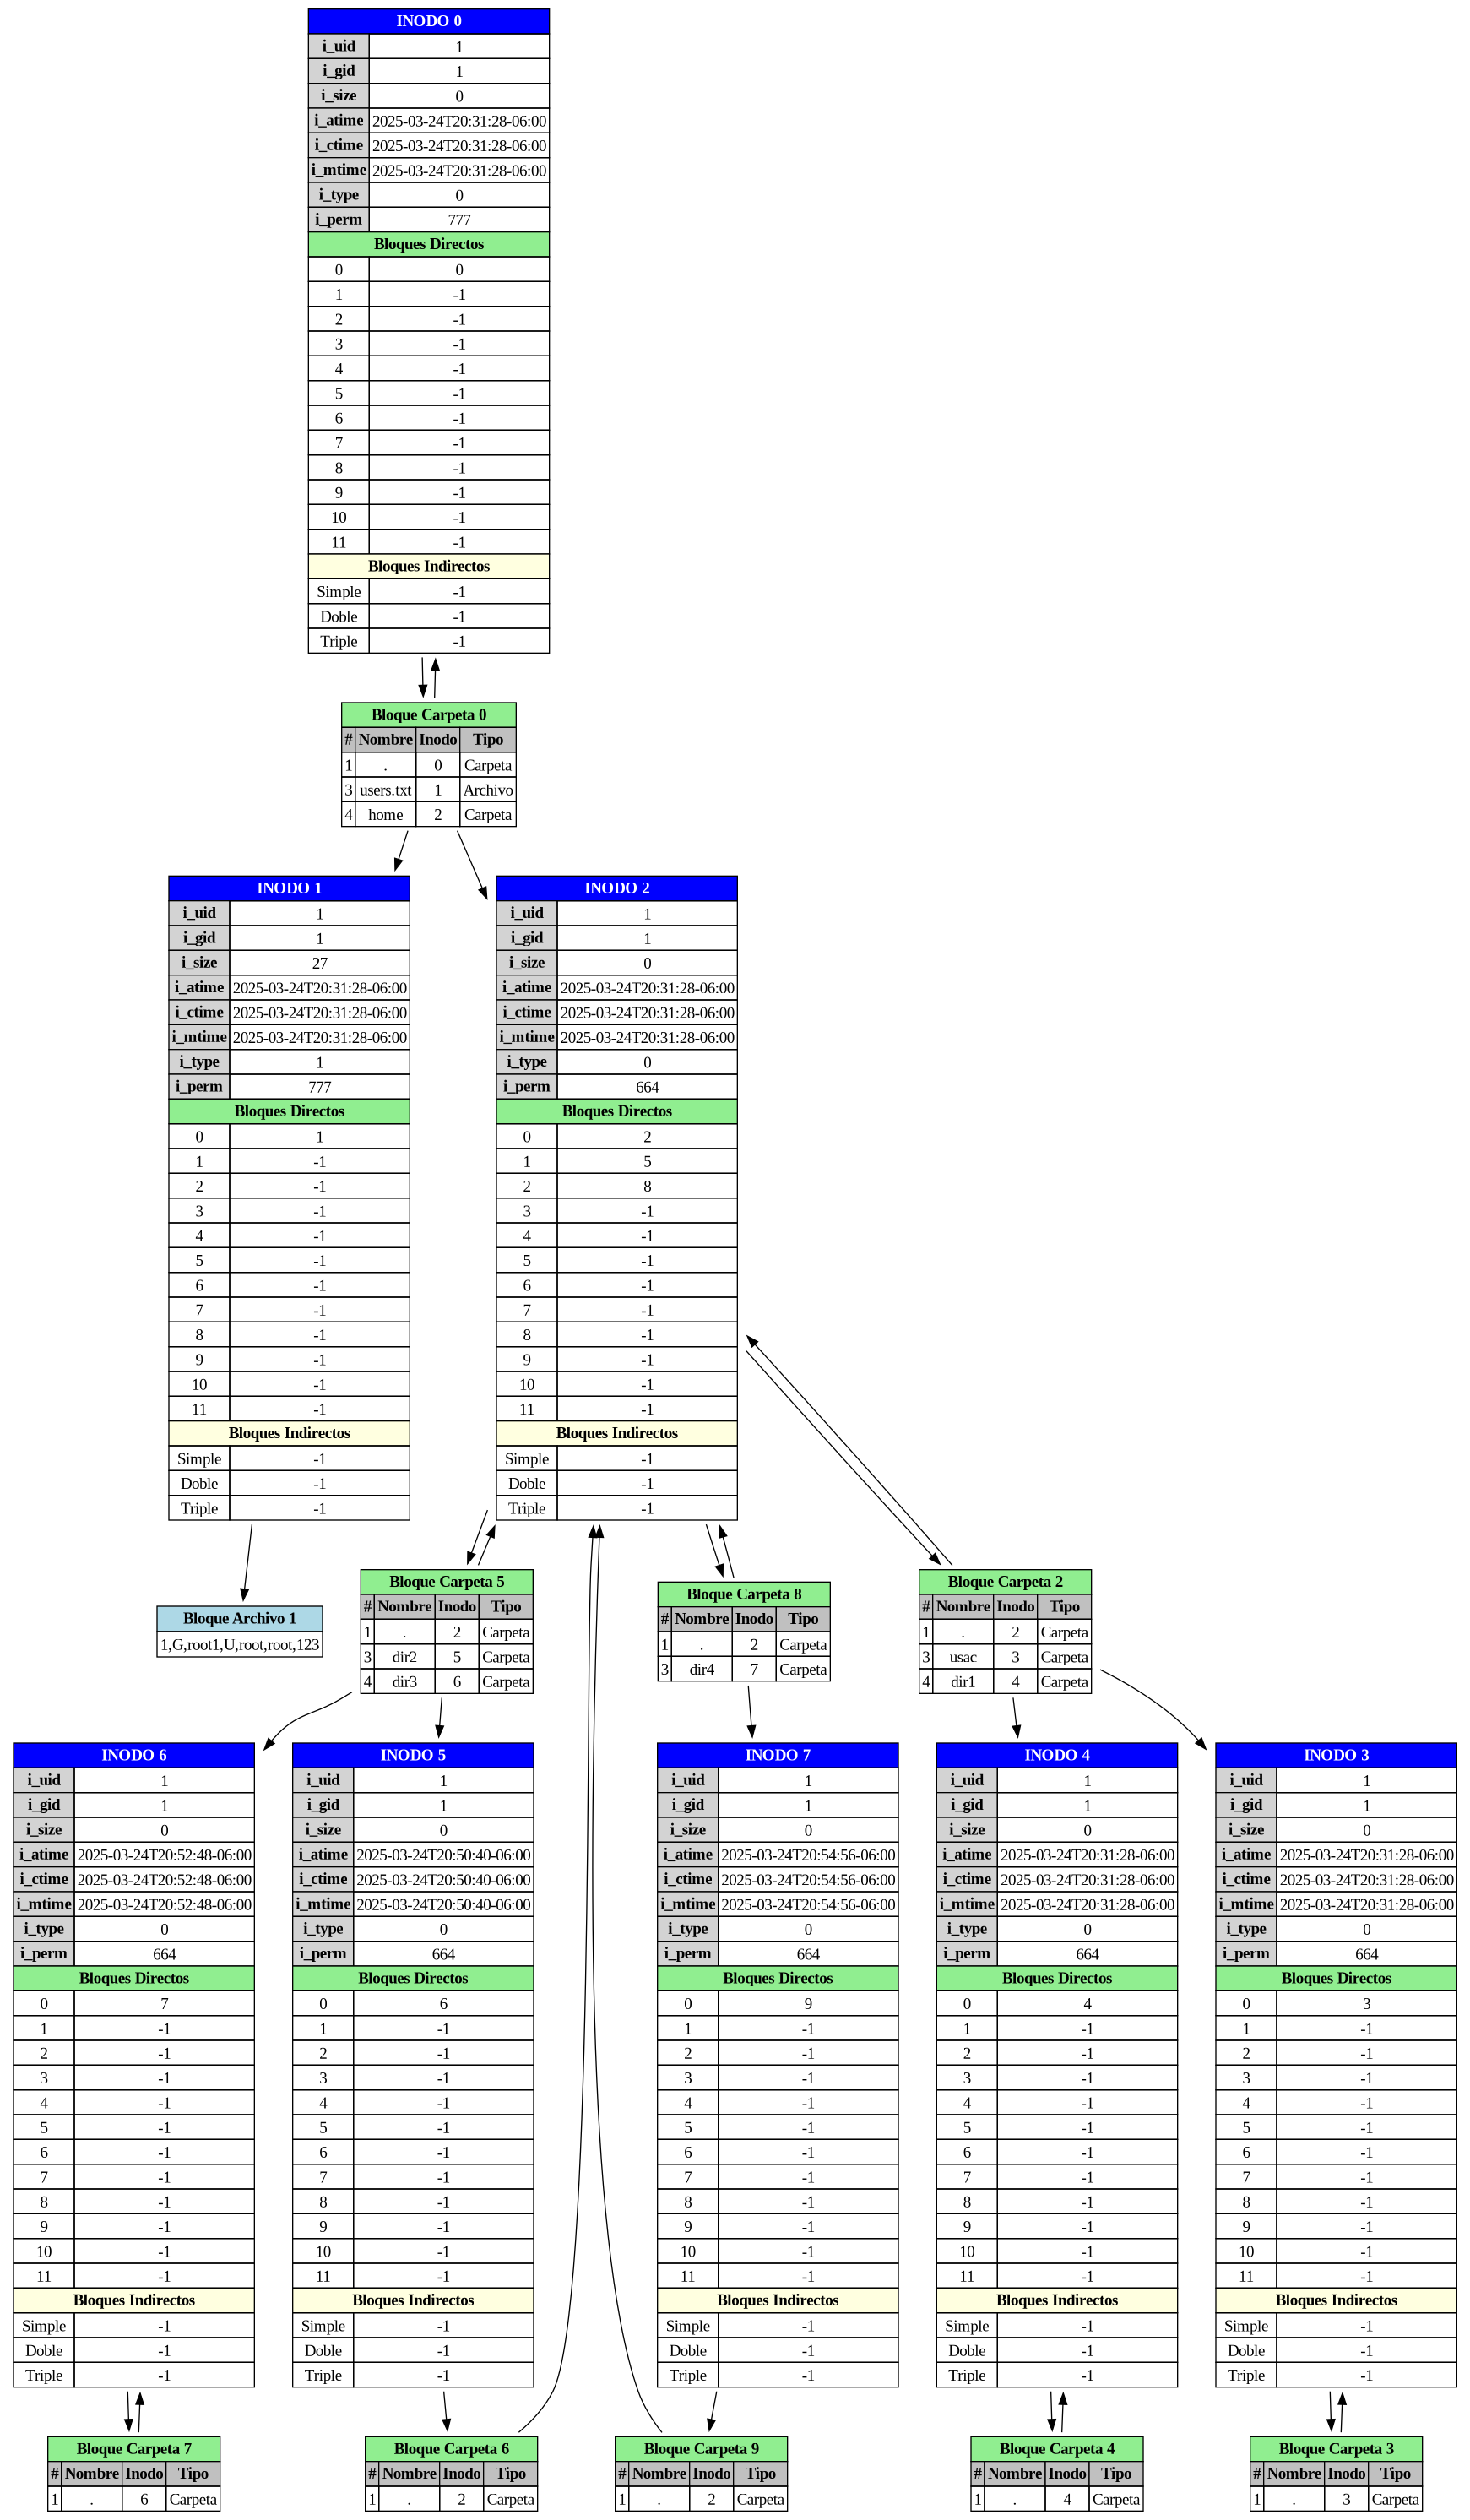 INODO 0
i_uid 1
i_gid 1
i_size 0
i_atime 2025-03-24T20:31:28-06:00
i_ctime 2025-03-24T20:31:28-06:00
i_mtime 2025-03-24T20:31:28-06:00
i_type 0
i_perm 777
Bloques Directos
0 0
1 -1
2 -1
3 -1
4 -1
5 -1
6 -1
7 -1
8 -1
9 -1
10 -1
11 -1
Bloques Indirectos
Simple -1
Doble -1
Triple -1
Bloque Carpeta 0
# Nombre Inodo Tipo
1 . 0 Carpeta
3 users.txt 1 Archivo
4 home 2 Carpeta
INODO 1
i_uid 1
i_gid 1
i_size 27
i_atime 2025-03-24T20:31:28-06:00
i_ctime 2025-03-24T20:31:28-06:00
i_mtime 2025-03-24T20:31:28-06:00
i_type 1
i_perm 777
Bloques Directos
0 1
1 -1
2 -1
3 -1
4 -1
5 -1
6 -1
7 -1
8 -1
9 -1
10 -1
11 -1
Bloques Indirectos
Simple -1
Doble -1
Triple -1
INODO 2
i_uid 1
i_gid 1
i_size 0
i_atime 2025-03-24T20:31:28-06:00
i_ctime 2025-03-24T20:31:28-06:00
i_mtime 2025-03-24T20:31:28-06:00
i_type 0
i_perm 664
Bloques Directos
0 2
1 5
2 8
3 -1
4 -1
5 -1
6 -1
7 -1
8 -1
9 -1
10 -1
11 -1
Bloques Indirectos
Simple -1
Doble -1
Triple -1
Bloque Archivo 1
1,G,root1,U,root,root,123
Bloque Carpeta 5
# Nombre Inodo Tipo
1 . 2 Carpeta
3 dir2 5 Carpeta
4 dir3 6 Carpeta
Bloque Carpeta 8
# Nombre Inodo Tipo
1 . 2 Carpeta
3 dir4 7 Carpeta
Bloque Carpeta 2
# Nombre Inodo Tipo
1 . 2 Carpeta
3 usac 3 Carpeta
4 dir1 4 Carpeta
INODO 6
i_uid 1
i_gid 1
i_size 0
i_atime 2025-03-24T20:52:48-06:00
i_ctime 2025-03-24T20:52:48-06:00
i_mtime 2025-03-24T20:52:48-06:00
i_type 0
i_perm 664
Bloques Directos
0 7
1 -1
2 -1
3 -1
4 -1
5 -1
6 -1
7 -1
8 -1
9 -1
10 -1
11 -1
Bloques Indirectos
Simple -1
Doble -1
Triple -1
INODO 5
i_uid 1
i_gid 1
i_size 0
i_atime 2025-03-24T20:50:40-06:00
i_ctime 2025-03-24T20:50:40-06:00
i_mtime 2025-03-24T20:50:40-06:00
i_type 0
i_perm 664
Bloques Directos
0 6
1 -1
2 -1
3 -1
4 -1
5 -1
6 -1
7 -1
8 -1
9 -1
10 -1
11 -1
Bloques Indirectos
Simple -1
Doble -1
Triple -1
INODO 7
i_uid 1
i_gid 1
i_size 0
i_atime 2025-03-24T20:54:56-06:00
i_ctime 2025-03-24T20:54:56-06:00
i_mtime 2025-03-24T20:54:56-06:00
i_type 0
i_perm 664
Bloques Directos
0 9
1 -1
2 -1
3 -1
4 -1
5 -1
6 -1
7 -1
8 -1
9 -1
10 -1
11 -1
Bloques Indirectos
Simple -1
Doble -1
Triple -1
INODO 4
i_uid 1
i_gid 1
i_size 0
i_atime 2025-03-24T20:31:28-06:00
i_ctime 2025-03-24T20:31:28-06:00
i_mtime 2025-03-24T20:31:28-06:00
i_type 0
i_perm 664
Bloques Directos
0 4
1 -1
2 -1
3 -1
4 -1
5 -1
6 -1
7 -1
8 -1
9 -1
10 -1
11 -1
Bloques Indirectos
Simple -1
Doble -1
Triple -1
INODO 3
i_uid 1
i_gid 1
i_size 0
i_atime 2025-03-24T20:31:28-06:00
i_ctime 2025-03-24T20:31:28-06:00
i_mtime 2025-03-24T20:31:28-06:00
i_type 0
i_perm 664
Bloques Directos
0 3
1 -1
2 -1
3 -1
4 -1
5 -1
6 -1
7 -1
8 -1
9 -1
10 -1
11 -1
Bloques Indirectos
Simple -1
Doble -1
Triple -1
Bloque Carpeta 7
# Nombre Inodo Tipo
1 . 6 Carpeta
Bloque Carpeta 6
# Nombre Inodo Tipo
1 . 2 Carpeta
Bloque Carpeta 9
# Nombre Inodo Tipo
1 . 2 Carpeta
Bloque Carpeta 4
# Nombre Inodo Tipo
1 . 4 Carpeta
Bloque Carpeta 3
# Nombre Inodo Tipo
1 . 3 Carpeta